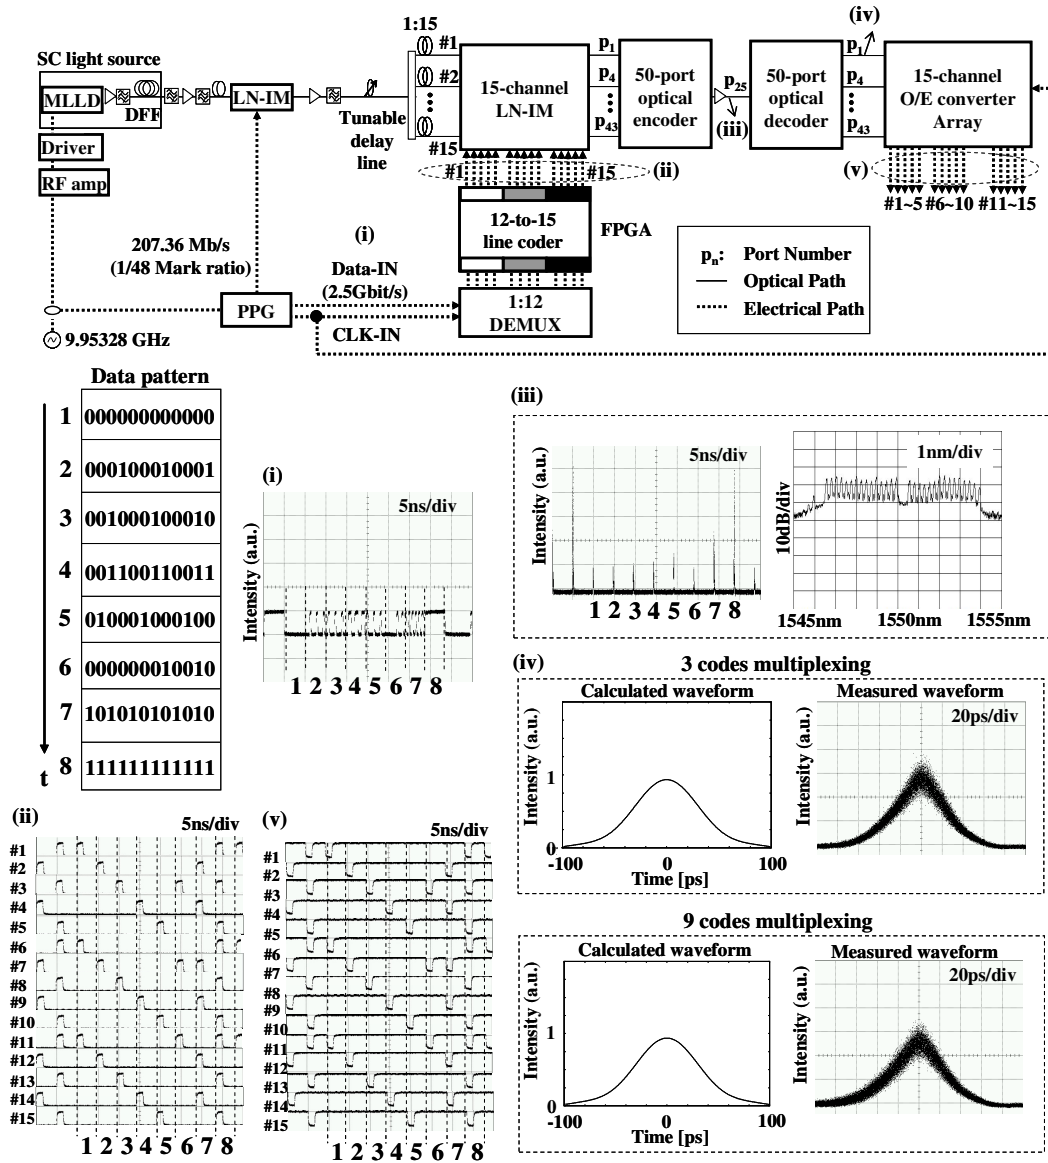 (iv)
1:15
SC light source
#1
p1
p1
MLLD
DFF
LN-IM
#2
15-channel
LN-IM
p4
50-port
optical
encoder
p25
50-port
optical
decoder
p4
15-channel
O/E converter
Array
Driver
Tunable
delay
line
#15
p43
(iii)
p43
RF amp
#1
#15
(ii)
(v)
#1~5
#6~10
#11~15
12-to-15
line coder
FPGA
(i)
207.36 Mb/s
(1/48 Mark ratio)
Data-IN
(2.5Gbit/s)
pn: Port Number
Optical Path
Electrical Path
PPG
1:12
DEMUX
CLK-IN
9.95328 GHz
Data pattern
1 000000000000
2 000100010001
3 001000100010
4 001100110011
5 010001000100
6 000000010010
7 101010101010
8 111111111111
t
(i)
5ns/div
Intensity (a.u.)
1 2 3 4 5 6 7 8
(iii)
5ns/div
Intensity (a.u.)
1 2 3 4 5 6 7 8
1nm/div
10dB/div
1545nm 1550nm 1555nm
(iv)
3 codes multiplexing
Calculated waveform
Intensity (a.u.)
1
0
-100 0 100
Time [ps]
Measured waveform
20ps/div
Intensity (a.u.)
9 codes multiplexing
Calculated waveform
Intensity (a.u.)
1
0
-100 0 100
Time [ps]
Measured waveform
20ps/div
Intensity (a.u.)
(ii)
5ns/div
#1
#2
#3
#4
#5
#6
#7
#8
#9
#10
#11
#12
#13
#14
#15
1 2 3 4 5 6 7 8
(v)
5ns/div
#1
#2
#3
#4
#5
#6
#7
#8
#9
#10
#11
#12
#13
#14
#15
1 2 3 4 5 6 7 8